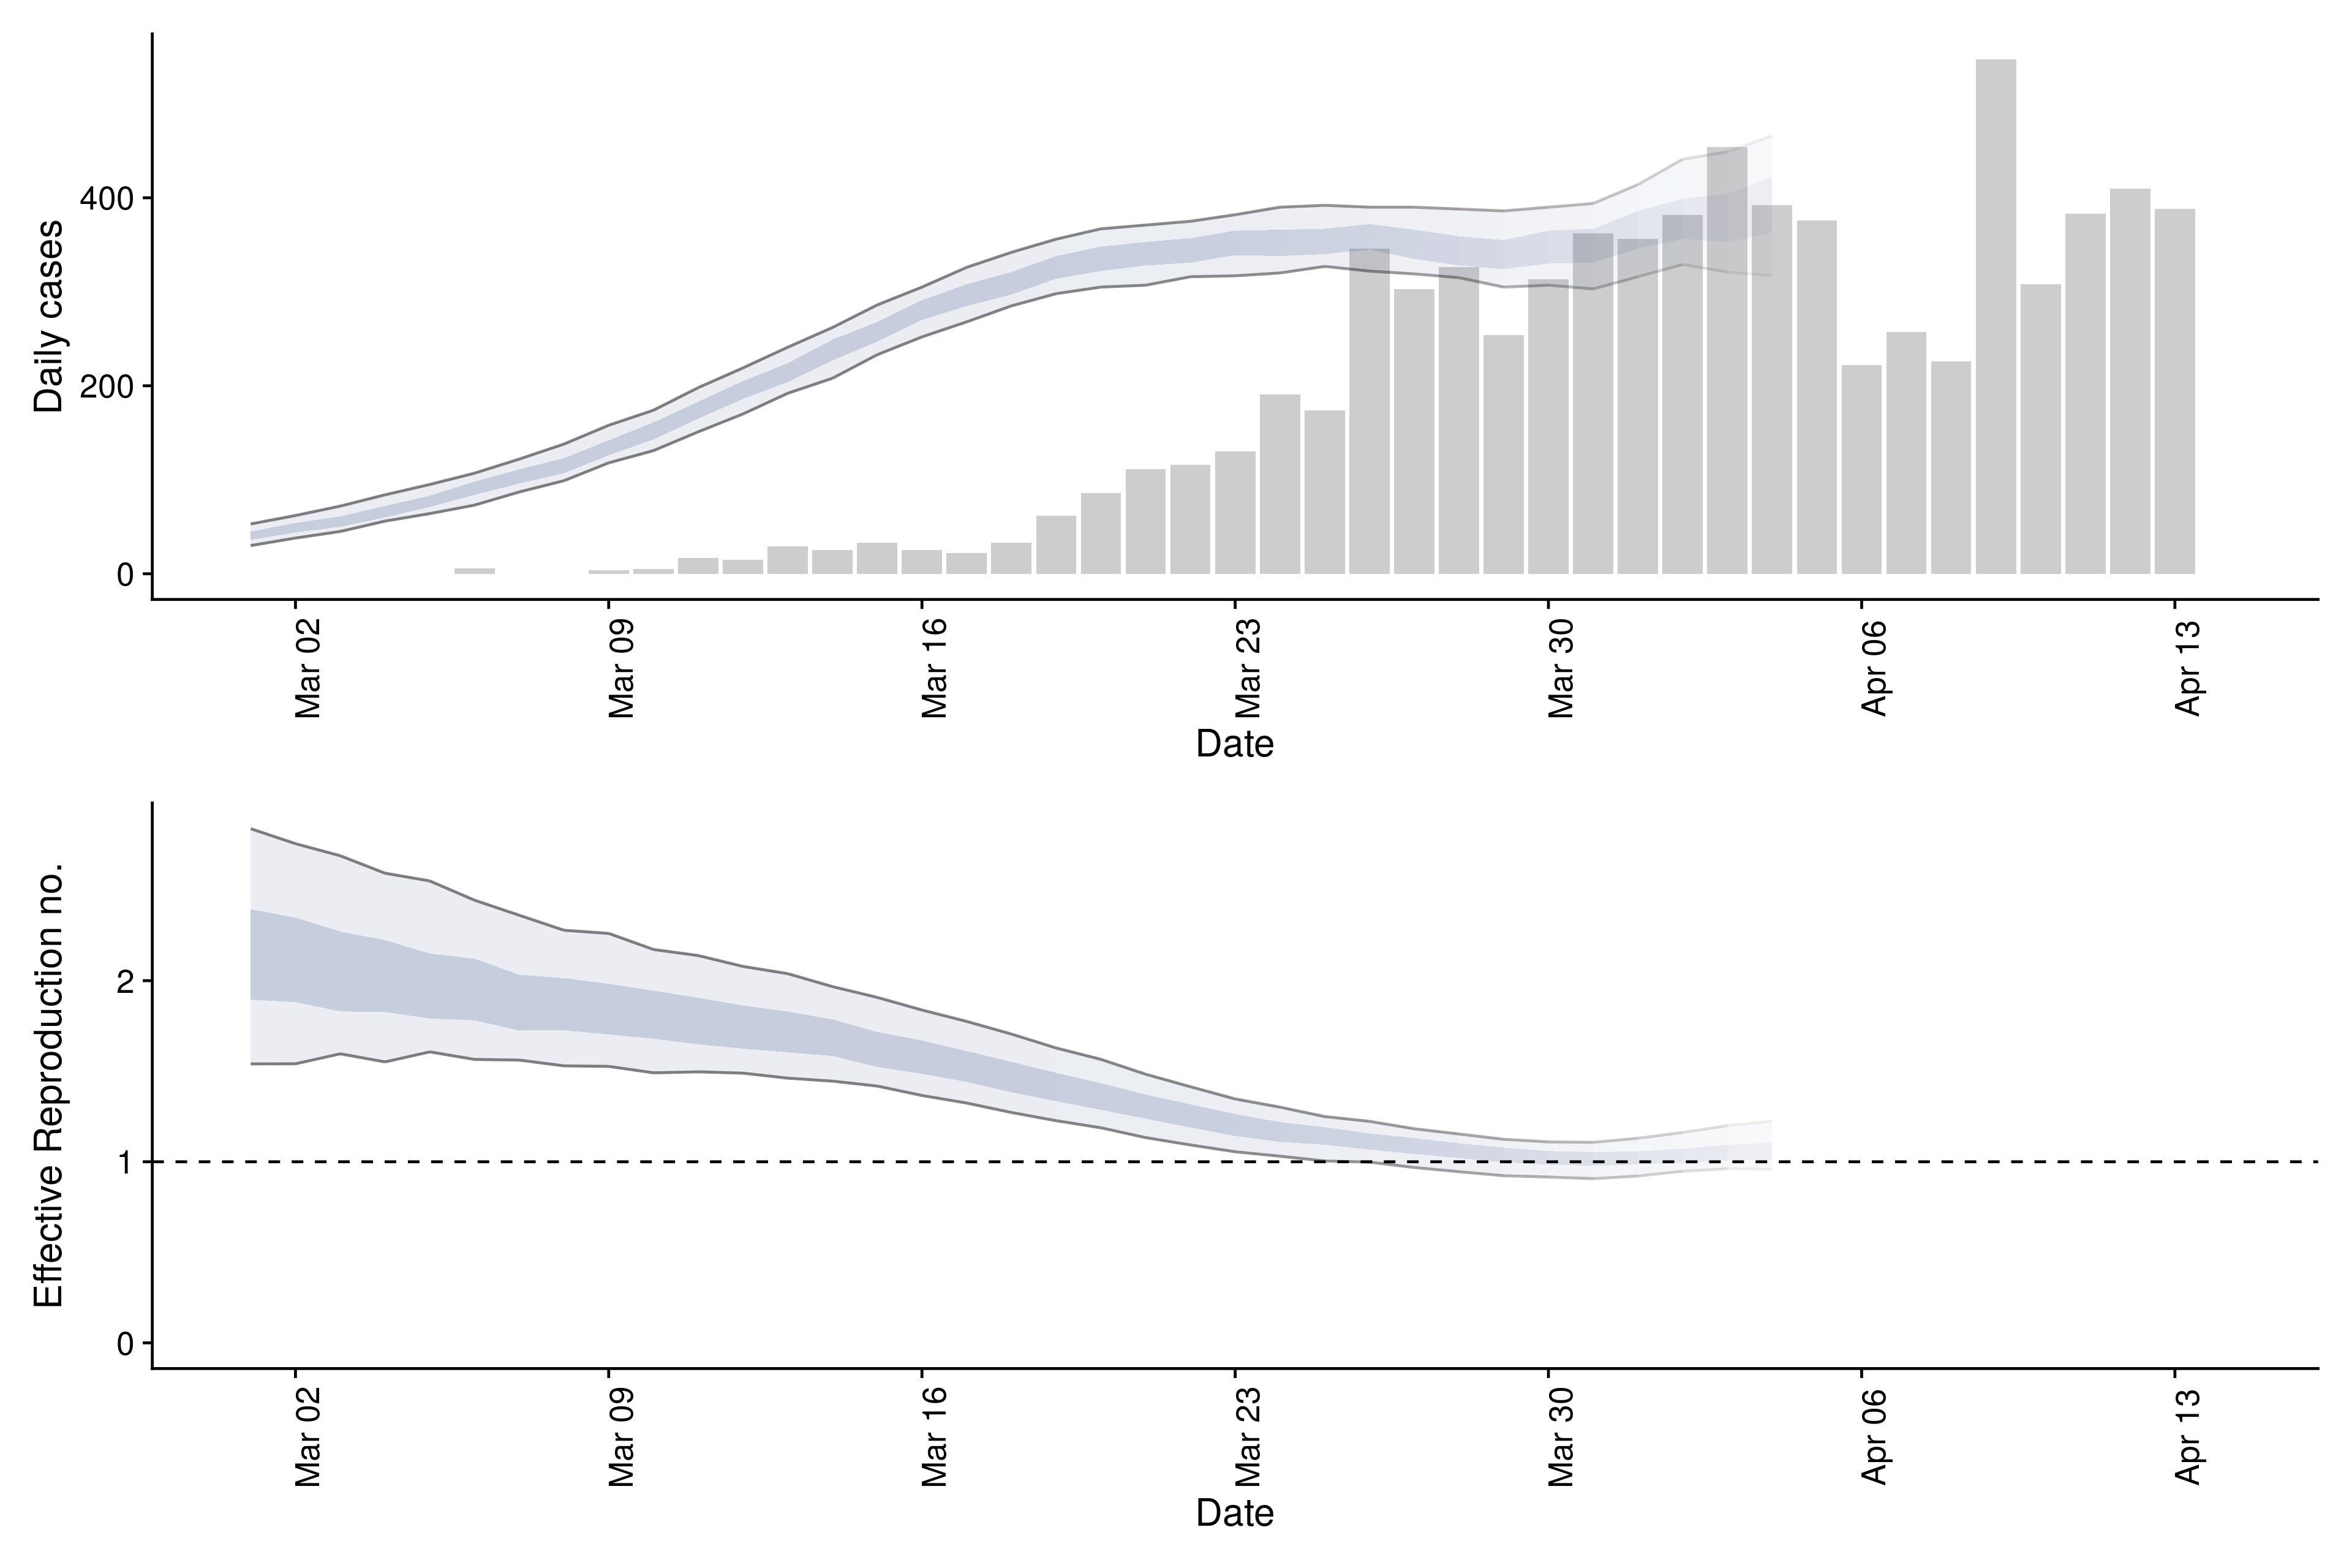 Daily cases
400
200
0
Mar 02
Mar 09
Mar 16
Mar 23
Mar 30
Apr 06
Apr 13
Date
Effective Reproduction no.
2
1
0
Mar 02
Mar 09
Mar 16
Mar 23
Mar 30
Apr 06
Apr 13
Date